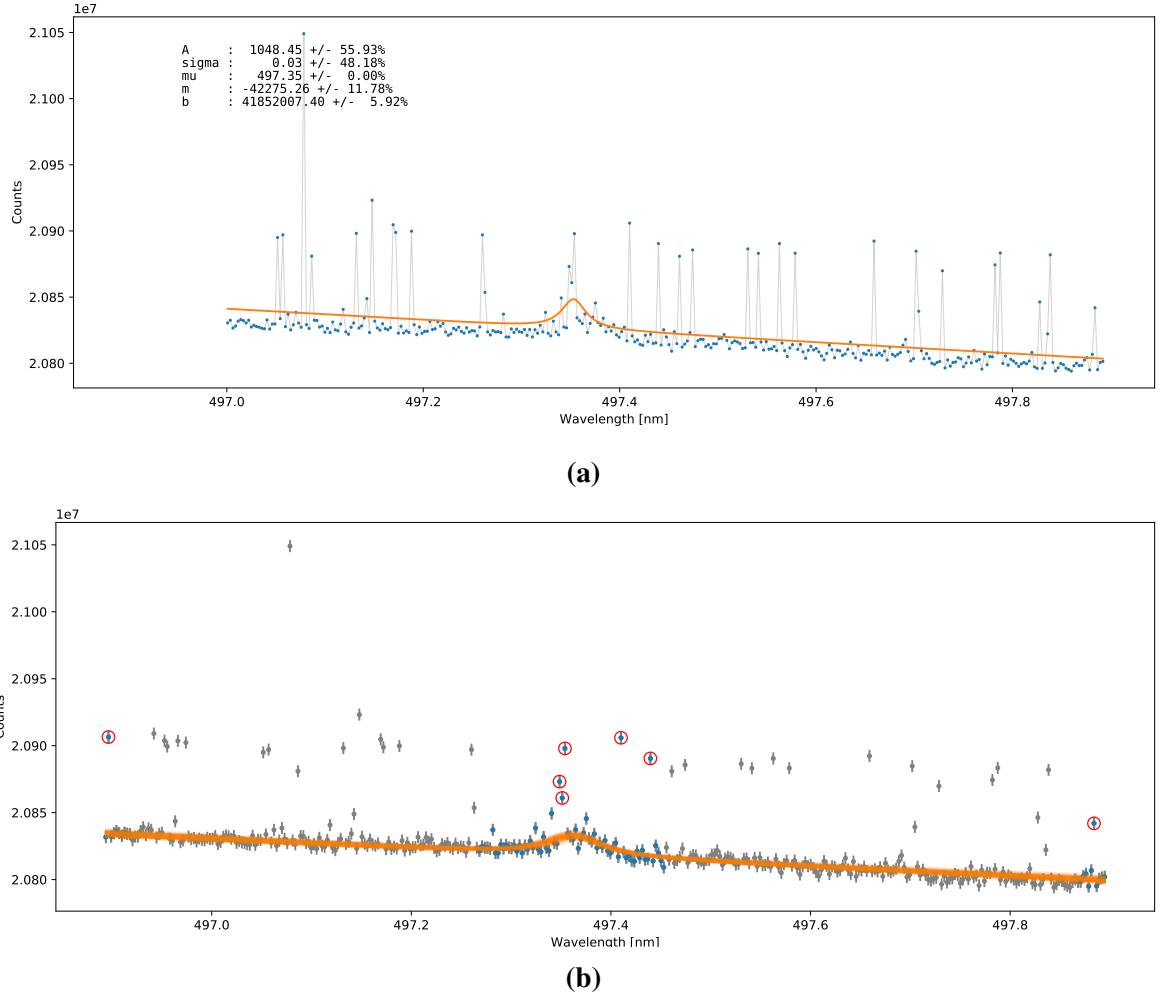 1e7
2.105
2.100
2.095
2.090
2.085
2.080
Counts
A : 1048.45 +/- 55.93%
sigma : 0.03 +/- 48.18%
mu : 497.35 +/- 0.00%
m : -42275.26 +/- 11.78%
b : 41852007.40 +/- 5.92%
497.0 497.2 497.4 497.6 497.8
Wavelength [nm]
(a)
1e7
2.105
2.100
2.095
2.090
2.085
2.080
Counts
497.0 497.2 497.4 497.6 497.8
Wavelength [nm]
(b)